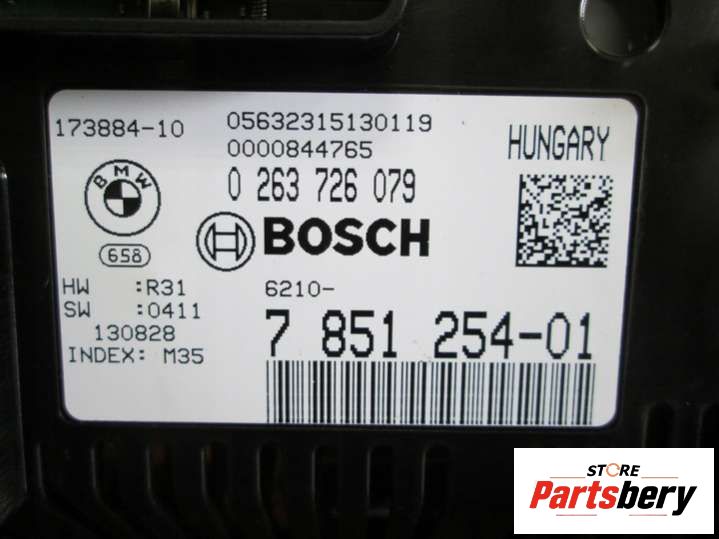 173884-10
05632315130119
0000844765
0 263 726 079
HUNGARY
BMW
658
BOSCH
HW :R31
SW :0411
130828
INDEX: M35
6210-
7 851 254-01
STORE
Partsbery